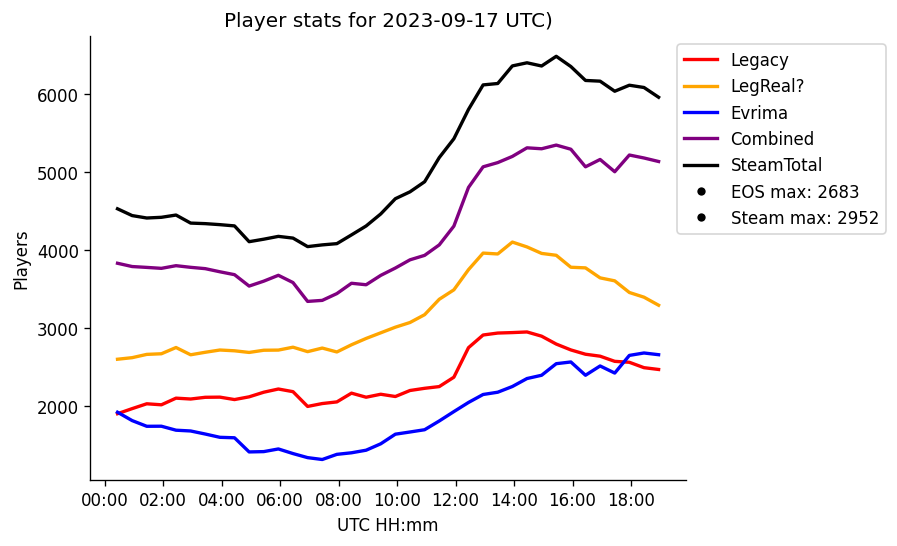 Player stats for 2023-09-17 UTC)
Legacy
LegReal?
Evrima
Combined
SteamTotal
EOS max: 2683
Steam max: 2952
Players
6000
5000
4000
3000
2000
00:00 02:00 04:00 06:00 08:00 10:00 12:00 14:00 16:00 18:00
UTC HH:mm